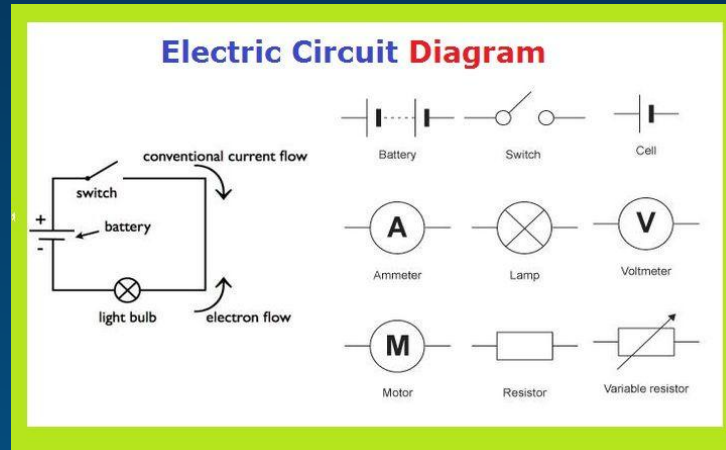 Electric Circuit Diagram
conventional current flow
switch
+
battery
-
light bulb
electron flow
Battery
Switch
Cell
A
Ammeter
Lamp
V
Voltmeter
M
Motor
Resistor
Variable resistor